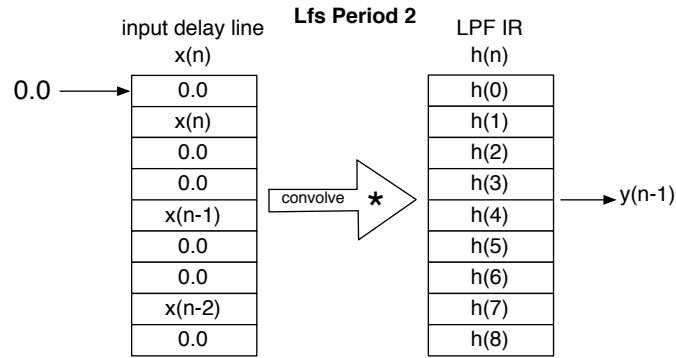 Lfs Period 2
input delay line
x(n)
LPF IR
h(n)
0.0
0.0
x(n)
0.0
0.0
x(n-1)
0.0
0.0
x(n-2)
0.0
convolve *
h(0)
h(1)
h(2)
h(3)
h(4)
h(5)
h(6)
h(7)
h(8)
y(n-1)